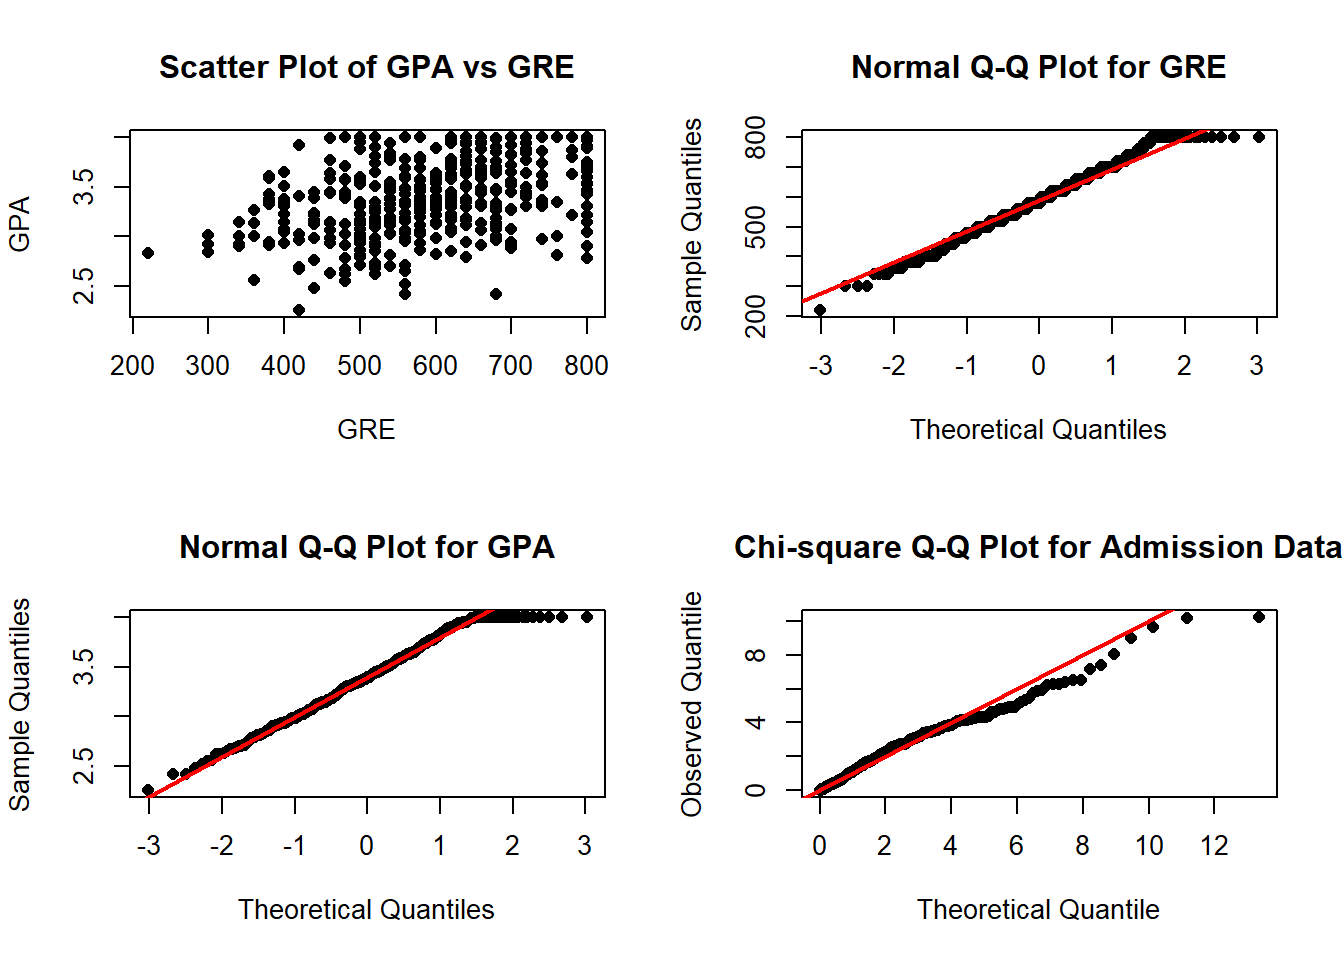 Scatter Plot of GPA vs GRE
GPA
3.5
2.5
200 300 400 500 600 700 800
GRE
Normal Q-Q Plot for GRE
Sample Quantiles
800
500
200
-3 -2 -1 0 1 2 3
Theoretical Quantiles
Normal Q-Q Plot for GPA
Sample Quantiles
3.5
2.5
-3 -2 -1 0 1 2 3
Theoretical Quantiles
Chi-square Q-Q Plot for Admission Data
Observed Quantile
8
4
0
0 2 4 6 8 10 12
Theoretical Quantile